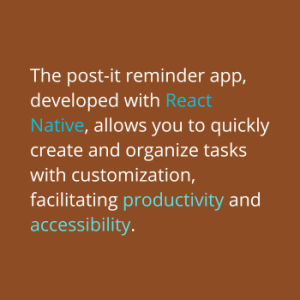 The post-it reminder app,
developed with React
Native, allows you to quickly
create and organize tasks
with customization,
facilitating productivity and
accessibility.